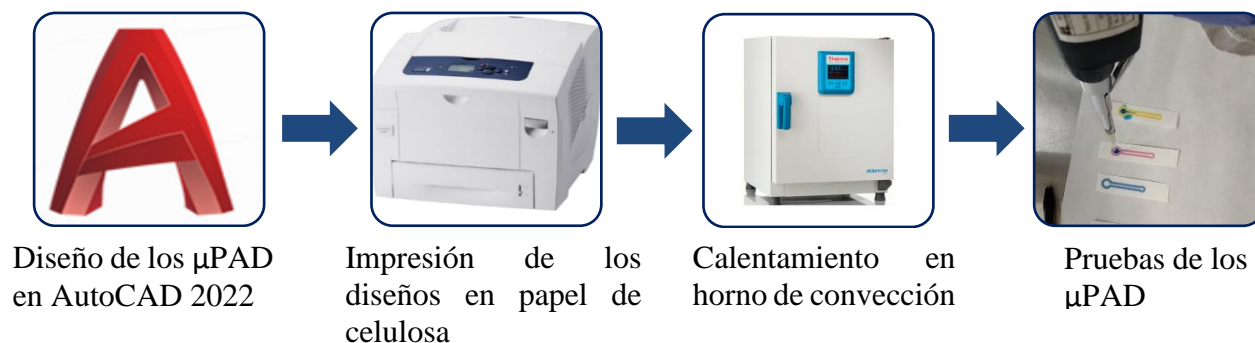 Diseño de los µPAD
en AutoCAD 2022
Impresión de los
diseños en papel de
celulosa
Calentamiento en
horno de convección
Pruebas de los
µPAD